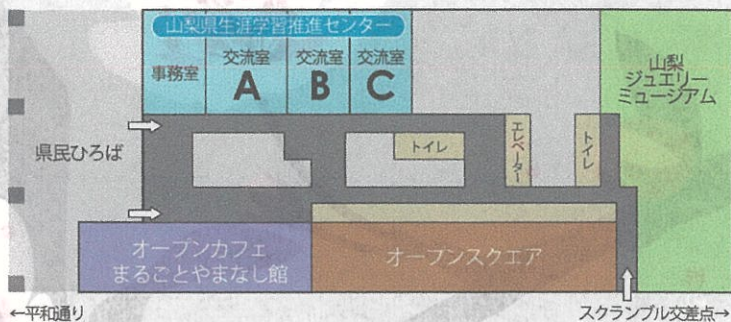 山梨県生涯学習推進センター
事務室
交流室
A
交流室
B
交流室
C
山梨
ジュエリー
ミュージアム
県民ひろば
トイレ
エレベーター
トイレ
オープンカフェ
まるごとやまなし館
オープンスクエア
←平和通り
スクランブル交差点→